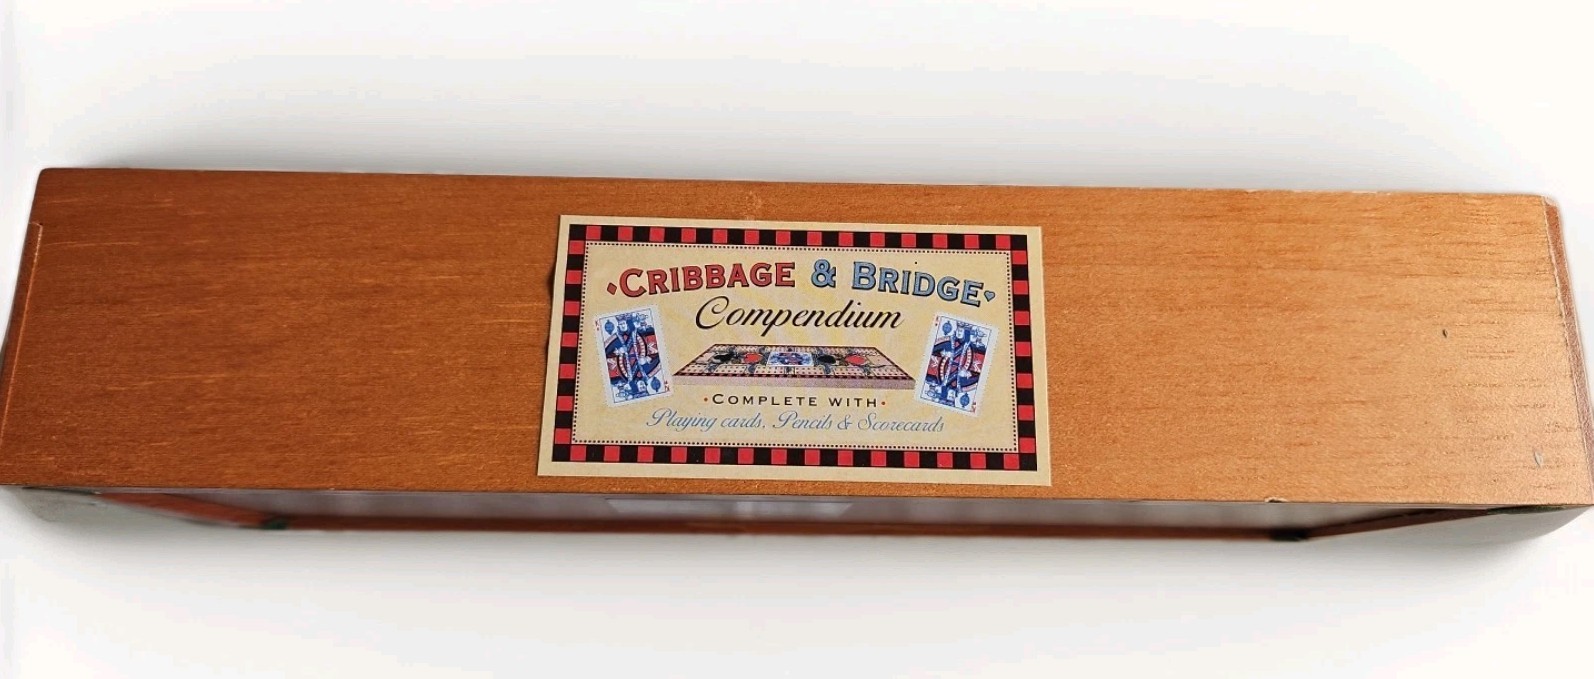 CRIBBAGE & BRIDGE
Compendium
COMPLETE WITH
Playing cards, Pencils & Scorecards